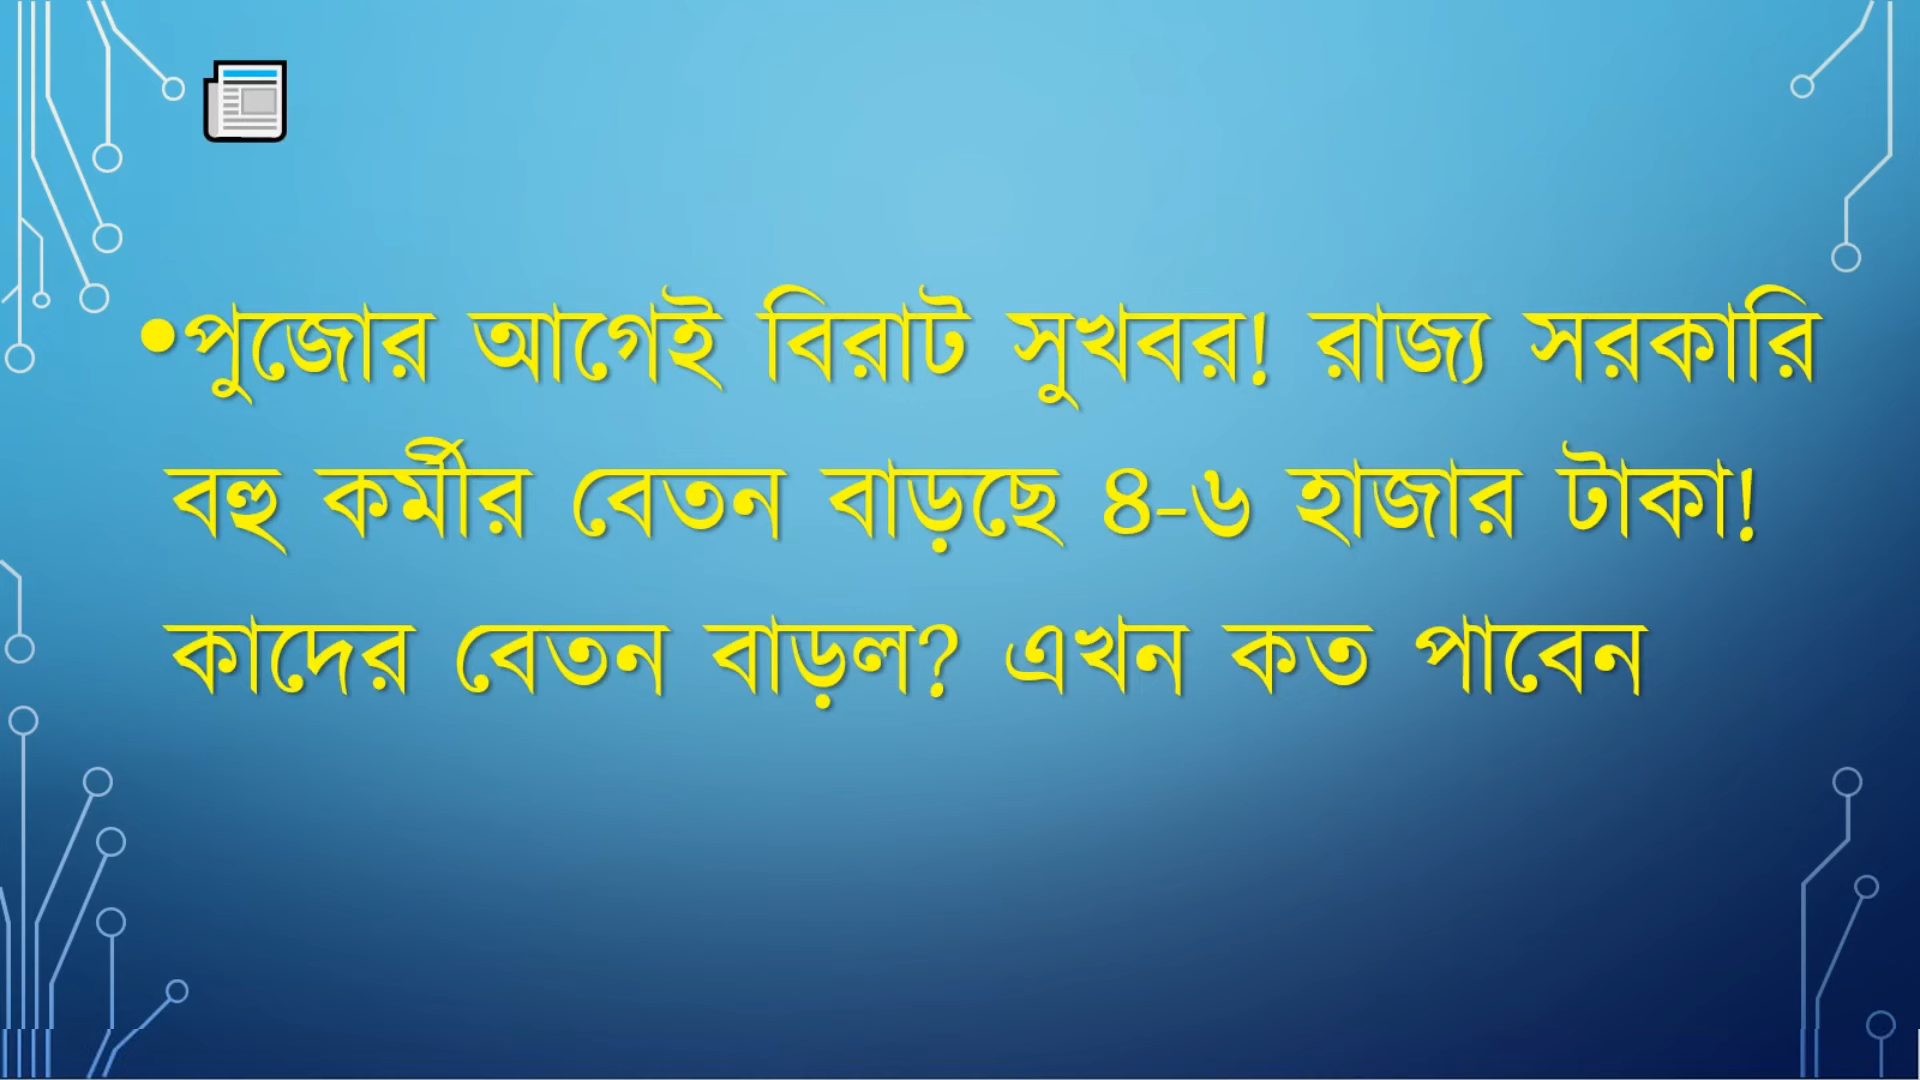 •পুজোর আগেই বিরাট সুখবর! রাজ্য সরকারি
বহু কর্মীর বেতন বাড়ছে ৪-৬ হাজার টাকা!
কাদের বেতন বাড়ল? এখন কত পাবেন